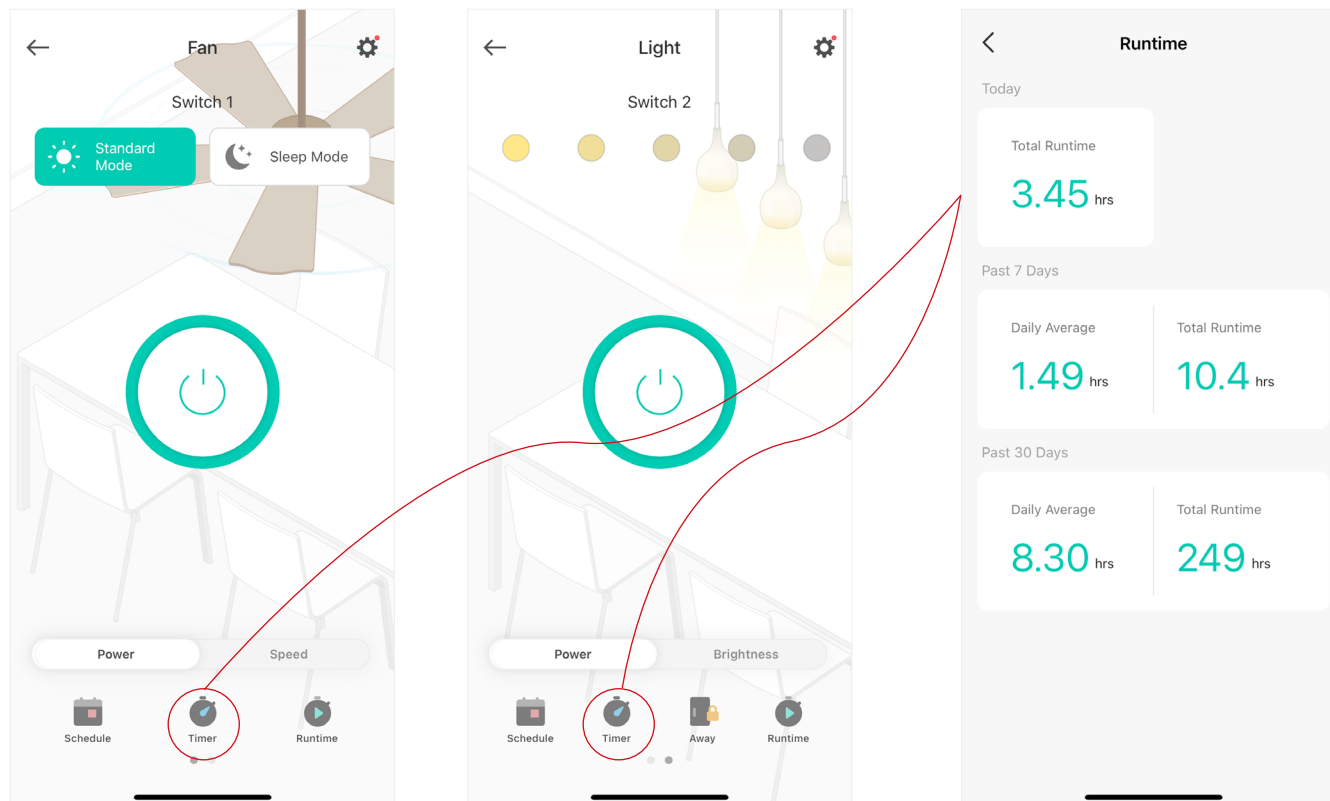 Fan
Switch 1
Standard
Mode
Sleep Mode
Power
Speed
Schedule
Timer
Runtime
Light
Switch 2
Power
Brightness
Schedule
Timer
Away
Runtime
Runtime
Today
Total Runtime
3.45 hrs
Past 7 Days
Daily Average
Total Runtime
1.49 hrs
10.4 hrs
Past 30 Days
Daily Average
Total Runtime
8.30 hrs
249 hrs